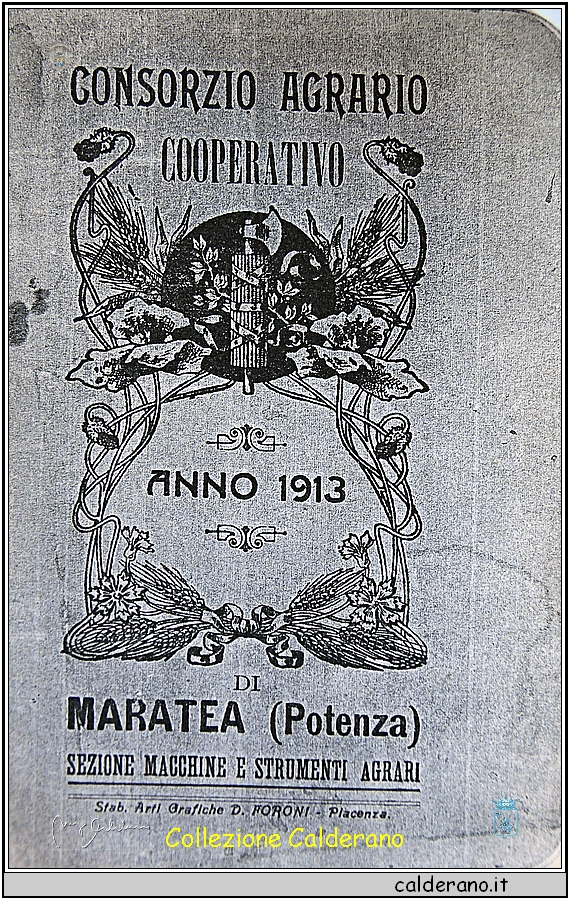 CONSORZIO AGRARIO
COOPERATIVO
ANNO 1913
DI
MARATEA (Potenza)
SEZIONE MACCHINE E STRUMENTI AGRARI
Stab. Arti Grafiche D. FORONI - Piacenza.
Collezione Calderano
calderano.it